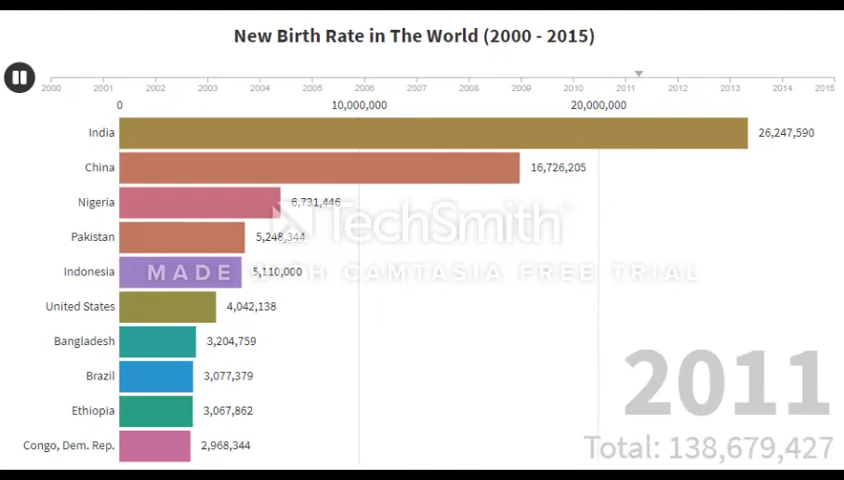 New Birth Rate in The World (2000 - 2015)
2000 2001 2002 2003 2004 2005 2006 2007 2008 2009 2010 2011 2012 2013 2014 2015
0 10,000,000 20,000,000
India 26,247,590
China 16,726,205
Nigeria 6,731,446
TechSmith
Pakistan 5,248,344
Indonesia 5,110,000
MADE WITH CAMTASIA FREE TRIAL
United States 4,042,138
Bangladesh 3,204,759
Brazil 3,077,379
Ethiopia 3,067,862
2011
Congo, Dem. Rep. 2,968,344
Total: 138,679,427